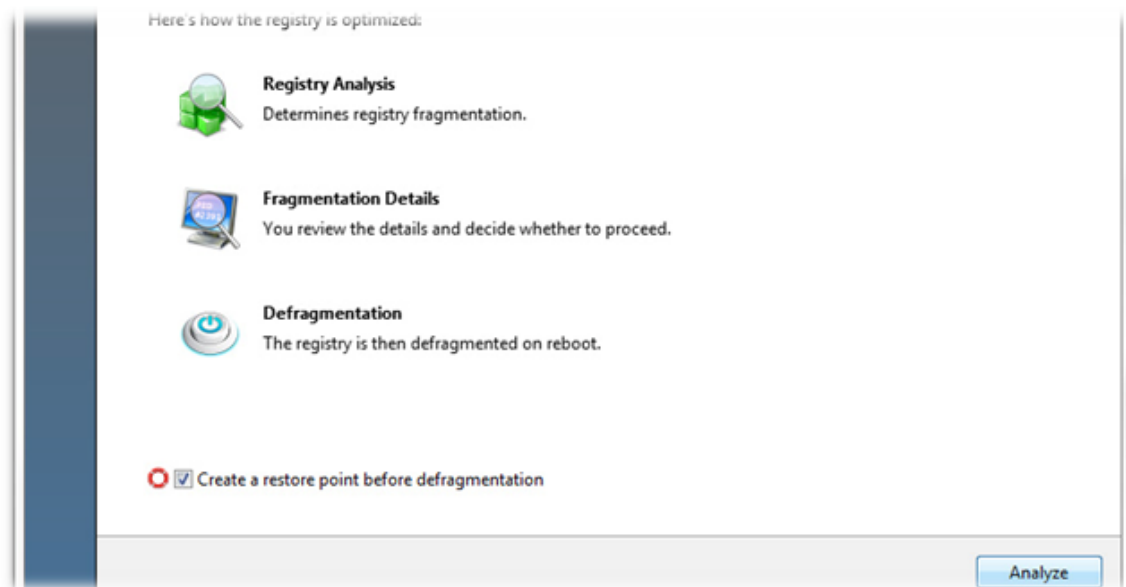 Here's how the registry is optimized:
Registry Analysis
Determines registry fragmentation.
Fragmentation Details
You review the details and decide whether to proceed.
Defragmentation
The registry is then defragmented on reboot.
Create a restore point before defragmentation
Analyze